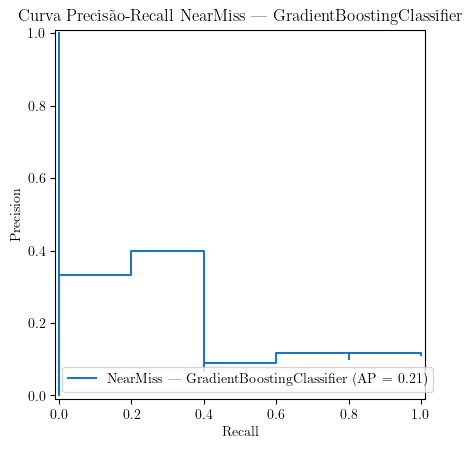 Curva Precisão-Recall NearMiss — GradientBoostingClassifier
1.0
0.8
0.6
0.4
0.2
0.0
Precision
NearMiss — GradientBoostingClassifier (AP = 0.21)
0.0 0.2 0.4 0.6 0.8 1.0
Recall